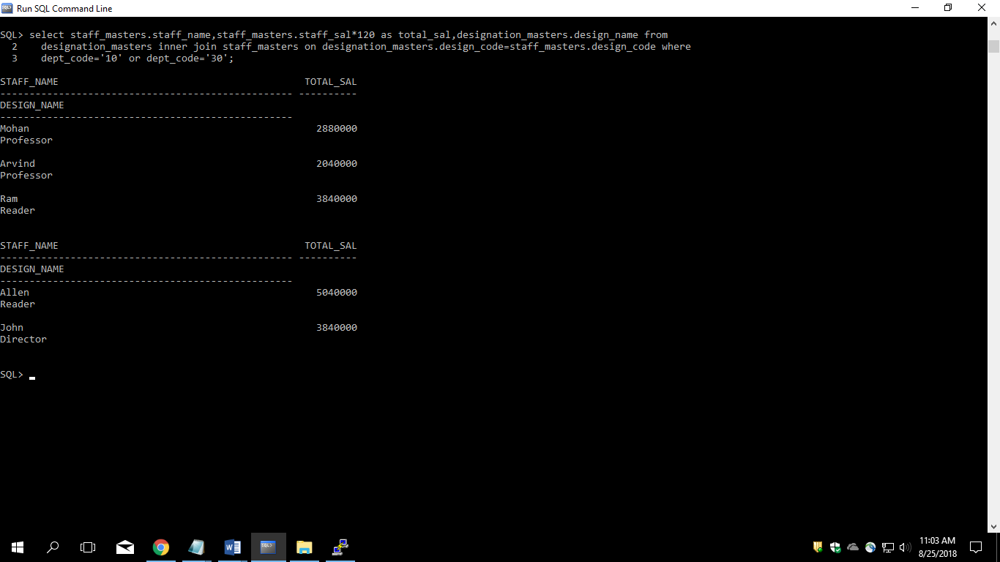 Run SQL Command Line
SQL> select staff_masters.staff_name,staff_masters.staff_sal*120 as total_sal,designation_masters.design_name from
2 designation_masters inner join staff_masters on designation_masters.design_code=staff_masters.design_code where
3 dept_code='10' or dept_code='30';
STAFF_NAME TOTAL_SAL
-------------------------------------------------- ----------
DESIGN_NAME
--------------------------------------------------
Mohan 2880000
Professor
Arvind 2040000
Professor
Ram 3840000
Reader
STAFF_NAME TOTAL_SAL
-------------------------------------------------- ----------
DESIGN_NAME
--------------------------------------------------
Allen 5040000
Reader
John 3840000
Director
SQL>
11:03 AM
8/25/2018